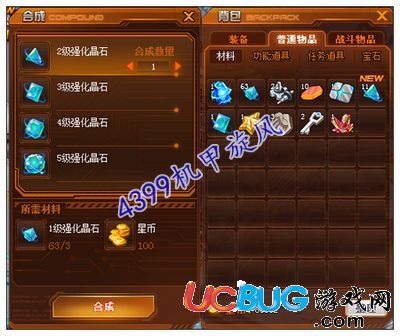 合成 COMPOUND
2级强化晶石
合成数量
1
3级强化晶石
4级强化晶石
5级强化晶石
所需材料
1级强化晶石
63/3
星币
100
合成
背包 BACKPACK
装备 普通物品 战斗物品
材料 功能道具 任务道具 宝石
NEW
63
4399机甲旋风
UCBUG游戏网
.com